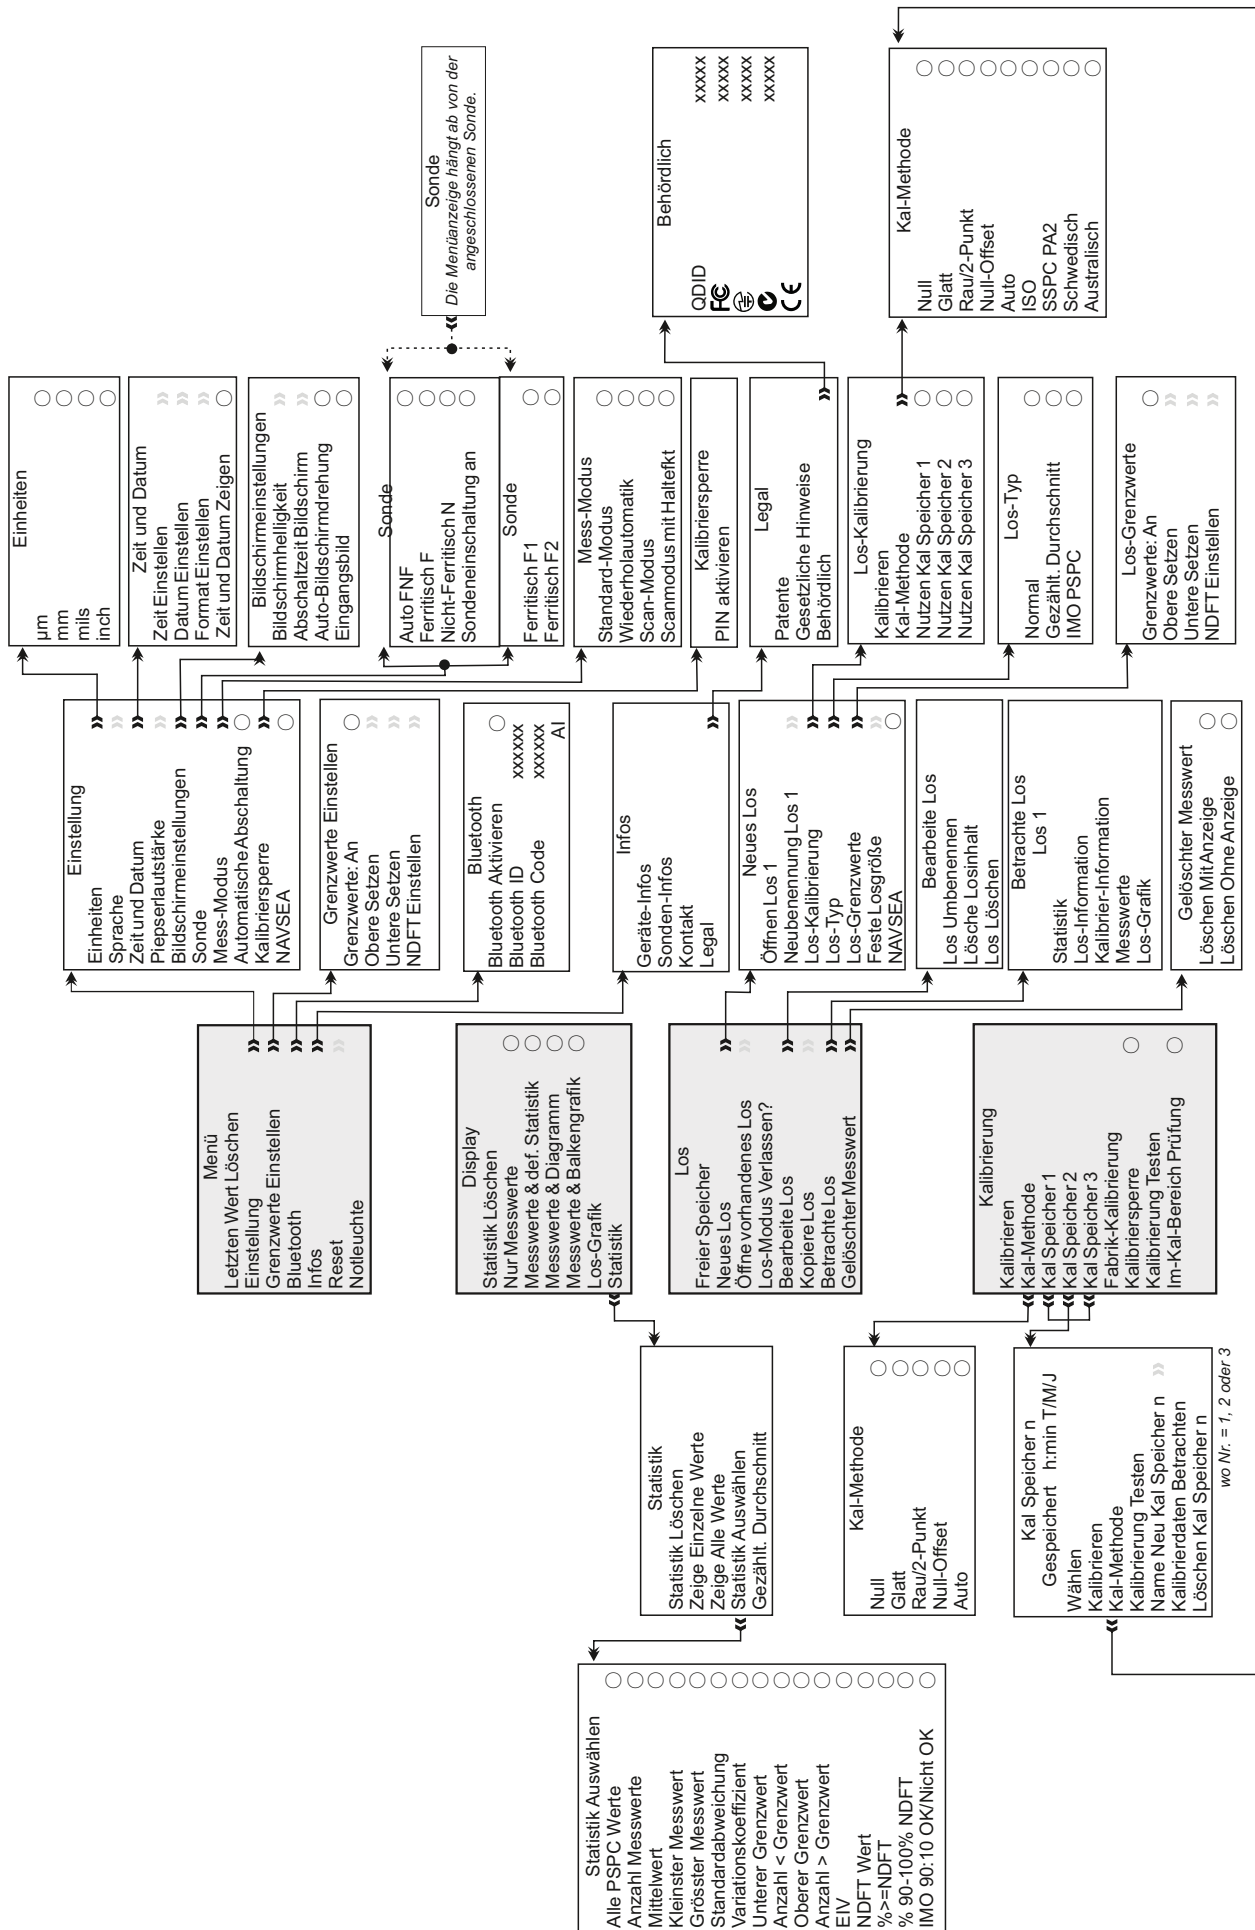 Menü
Letzten Wert Löschen
Einstellung
Grenzwerte Einstellen
Bluetooth
Infos
Reset
Notleuchte
Einstellung
Einheiten
Sprache
Zeit und Datum
Piepserlautstärke
Bildschirmeinstellungen
Sonde
Mess-Modus
Automatische Abschaltung
Kalibriersperre
NAVSEA
Einheiten
µm
mm
mils
inch
Zeit und Datum
Zeit Einstellen
Datum Einstellen
Format Einstellen
Zeit und Datum Zeigen
Bildschirmeinstellungen
Bildschirmhelligkeit
Abschaltzeit Bildschirm
Auto-Bildschirmdrehung
Eingangsbild
Sonde
Auto FNF
Ferritisch F
Nicht-Ferritisch N
Sondeneinschaltung an
Sonde
Ferritisch F1
Ferritisch F2
Sonde
Die Menüanzeige hängt ab von der
angeschlossenen Sonde.
Mess-Modus
Standard-Modus
Wiederholautomatik
Scan-Modus
Scanmodus mit Haltefkt
Kalibriersperre
PIN aktivieren
Grenzwerte Einstellen
Grenzwerte: An
Obere Setzen
Untere Setzen
NDFT Einstellen
Bluetooth
Bluetooth Aktivieren
Bluetooth ID xxxxxx
Bluetooth Code xxxxxx
AI
Infos
Geräte-Infos
Sonden-Infos
Kontakt
Legal
Legal
Patente
Gesetzliche Hinweise
Behördlich
Behördlich
QDID xxxxx
FC xxxxx
xxxxx
CE xxxxx
Display
Statistik Löschen
Nur Messwerte
Messwerte & def. Statistik
Messwerte & Diagramm
Messwerte & Balkengrafik
Los-Grafik
Statistik
Statistik
Statistik Löschen
Zeige Einzelne Werte
Zeige Alle Werte
Statistik Auswählen
Gezählt. Durchschnitt
Statistik Auswählen
Alle PSPC Werte
Anzahl Messwerte
Mittelwert
Kleinster Messwert
Grösster Messwert
Standardabweichung
Variationskoeffizient
Unterer Grenzwert
Anzahl < Grenzwert
Oberer Grenzwert
Anzahl > Grenzwert
EIV
NDFT Wert
%>=NDFT
% 90-100% NDFT
IMO 90:10 OK/Nicht OK
Los
Freier Speicher
Neues Los
Öffne vorhandenes Los
Los-Modus Verlassen?
Bearbeite Los
Kopiere Los
Betrachte Los
Gelöschter Messwert
Neues Los
Öffnen Los 1
Neubenennung Los 1
Los-Kalibrierung
Los-Typ
Los-Grenzwerte
Feste Losgröße
NAVSEA
Los-Kalibrierung
Kalibrieren
Kal-Methode
Nutzen Kal Speicher 1
Nutzen Kal Speicher 2
Nutzen Kal Speicher 3
Kal-Methode
Null
Glatt
Rau/2-Punkt
Null-Offset
Auto
ISO
SSPC PA2
Schwedisch
Australisch
Los-Typ
Normal
Gezählt. Durchschnitt
IMO PSPC
Los-Grenzwerte
Grenzwerte: An
Obere Setzen
Untere Setzen
NDFT Einstellen
Bearbeite Los
Los Umbenennen
Lösche Losinhalt
Los Löschen
Betrachte Los
Los 1
Statistik
Los-Information
Kalibrier-Information
Messwerte
Los-Grafik
Gelöschter Messwert
Löschen Mit Anzeige
Löschen Ohne Anzeige
Kalibrierung
Kalibrieren
Kal-Methode
Kal Speicher 1
Kal Speicher 2
Kal Speicher 3
Fabrik-Kalibrierung
Kalibriersperre
Kalibrierung Testen
Im-Kal-Bereich Prüfung
Kal-Methode
Null
Glatt
Rau/2-Punkt
Null-Offset
Auto
Kal Speicher n
Gespeichert h:min T/M/J
Wählen
Kalibrieren
Kal-Methode
Kalibrierung Testen
Name Neu Kal Speicher n
Kalibrierdaten Betrachten
Löschen Kal Speicher n
wo Nr. = 1, 2 oder 3